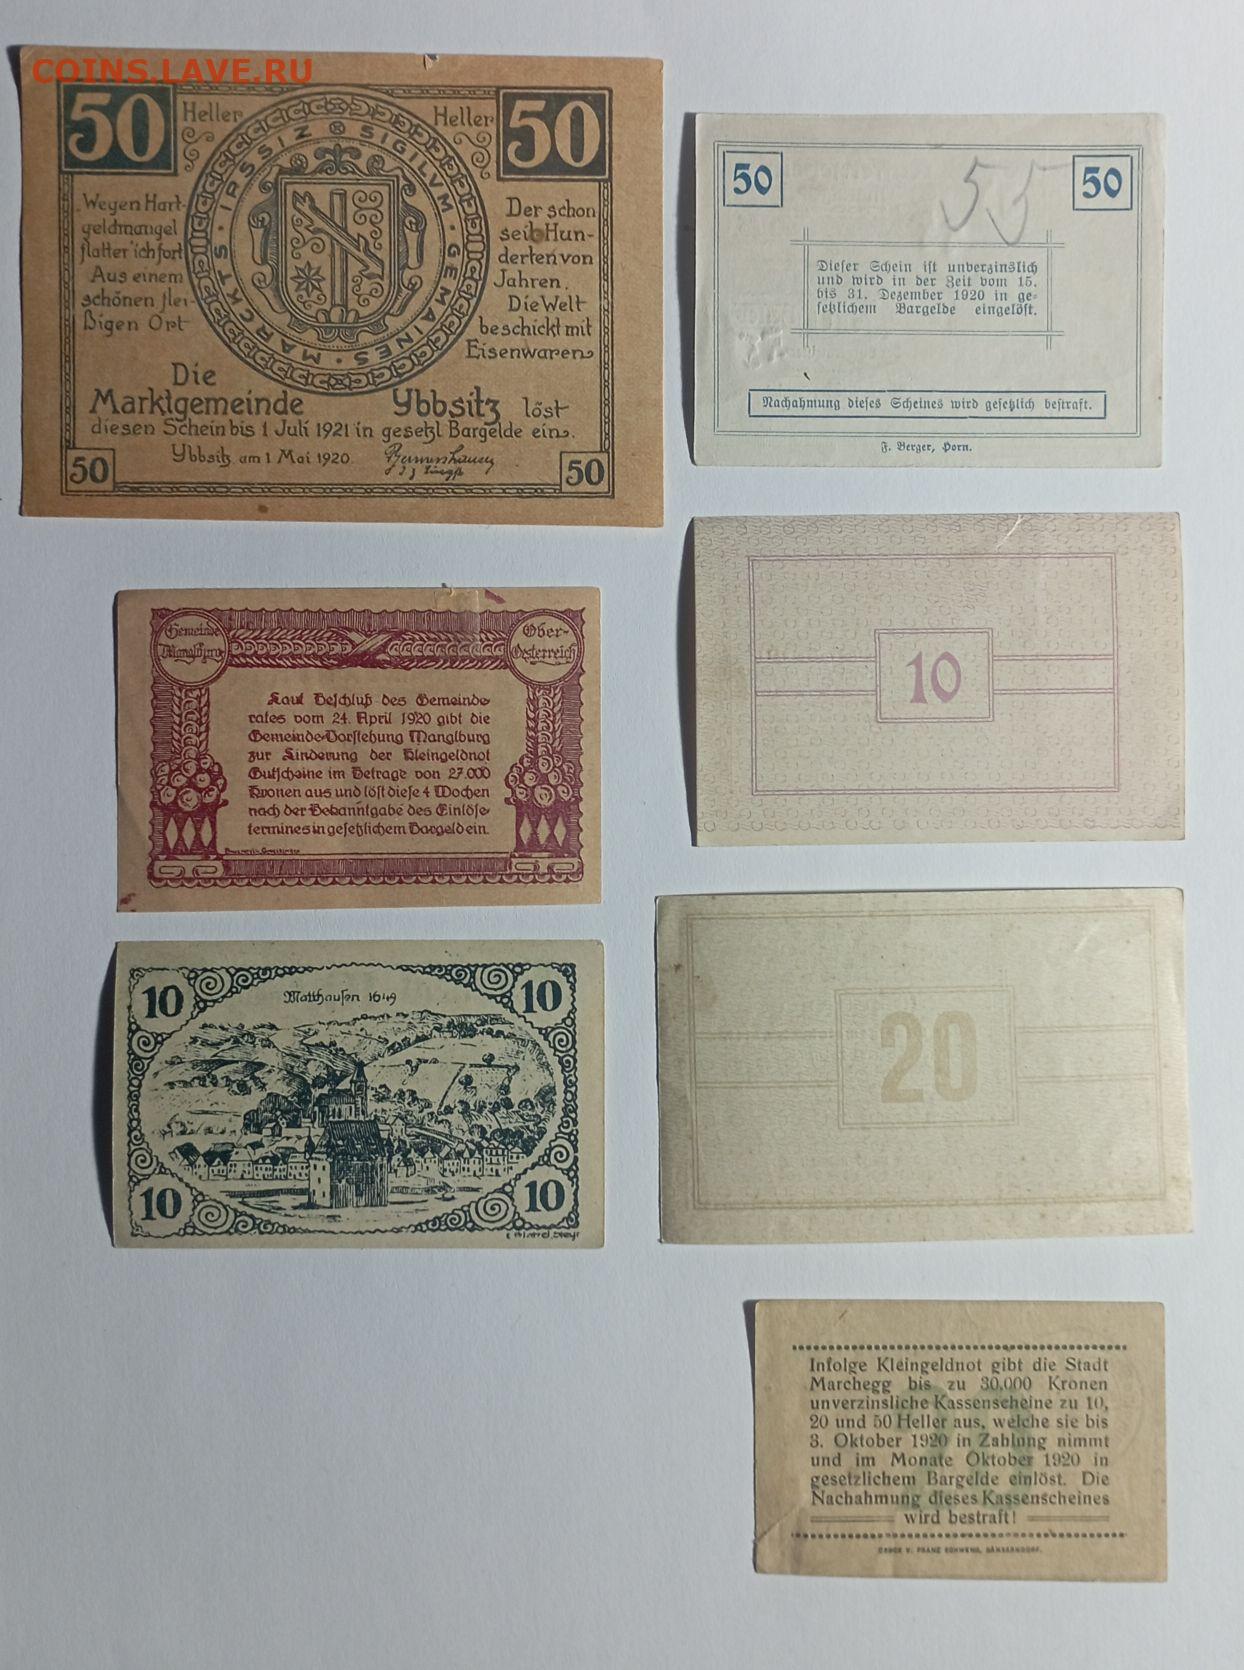 COINS.LAVE.RU
50 Heller
Heller 50
SIGILVM · GEMAINES · MARCKTS · IPSSIZ
„Wegen Hart-
geldmangel
flatter' ich fort
Aus einem
schönen flei-
ßigen Ort
Der schon
seit Hun-
derten von
Jahren.
Die Welt
beschickt mit
Eisenwaren
Die
Marktgemeinde Ybbsitz löst
diesen Schein bis 1 Juli 1921 in gesetzl Bargelde ein.
Ybbsitz am 1 Mai 1920.
50
50
50
55
50
Dieser Schein ist unverzinslich
und wird in der Zeit vom 15.
bis 31. Dezember 1920 in ge-
setzlichem Bargelde eingelöst.
Nachahmung dieses Scheines wird gesetzlich bestraft.
F. Berger, Horn.
Gemeinde
Manglburg
Ober-
Oesterreich
Laut Beschluß des Gemeinde
rates vom 24. April 1920 gibt die
Gemeinde-Vorstehung Manglburg
zur Linderung der Kleingeldnot
Gutscheine im Betrage von 27.000
Kronen aus und löst diese 4 Wochen
nach der Bekanntgabe des Einlöse-
termines in gesetzlichem Bargeld ein.
10
10
Matthausen 1649
10
10
10
20
Infolge Kleingeldnot gibt die Stadt
Marchegg bis zu 30.000 Kronen
unverzinsliche Kassenscheine zu 10,
20 und 50 Heller aus, welche sie bis
3. Oktober 1920 in Zahlung nimmt
und im Monate Oktober 1920 in
gesetzlichem Bargelde einlöst. Die
Nachahmung dieses Kassenscheines
wird bestraft!
DRUCK V. FRANZ SCHWENG, GÄNSERNDORF.